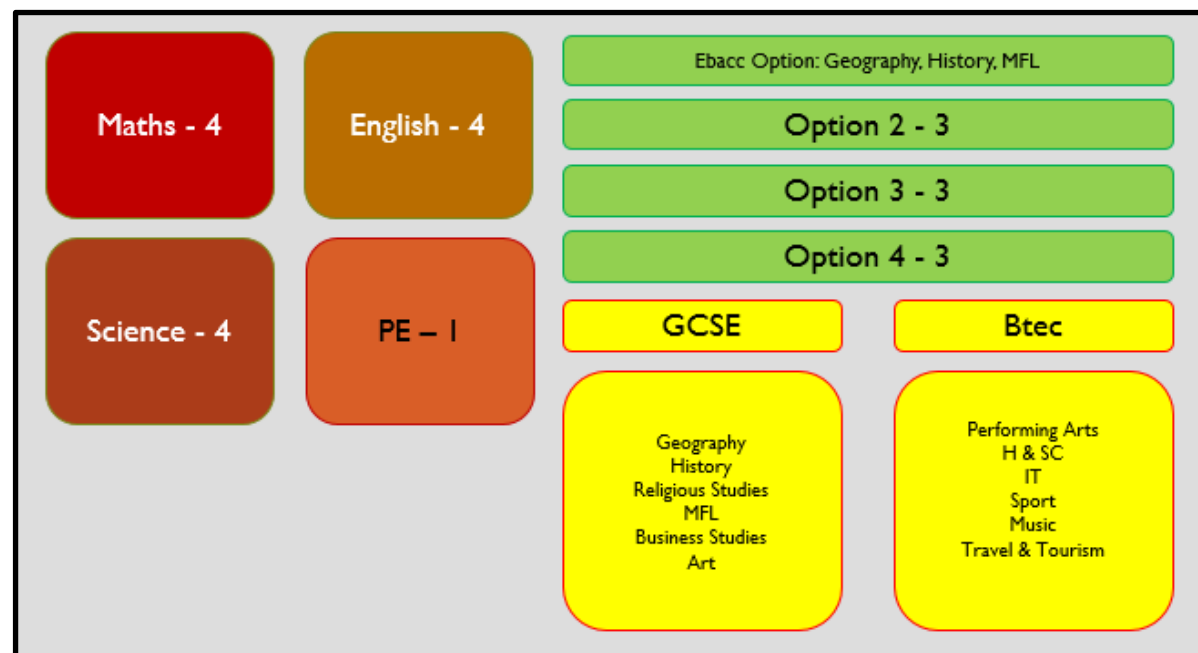 Maths - 4
English - 4
Science - 4
PE – 1
Ebacc Option: Geography, History, MFL
Option 2 - 3
Option 3 - 3
Option 4 - 3
GCSE
Btec
Geography
History
Religious Studies
MFL
Business Studies
Art
Performing Arts
H & SC
IT
Sport
Music
Travel & Tourism